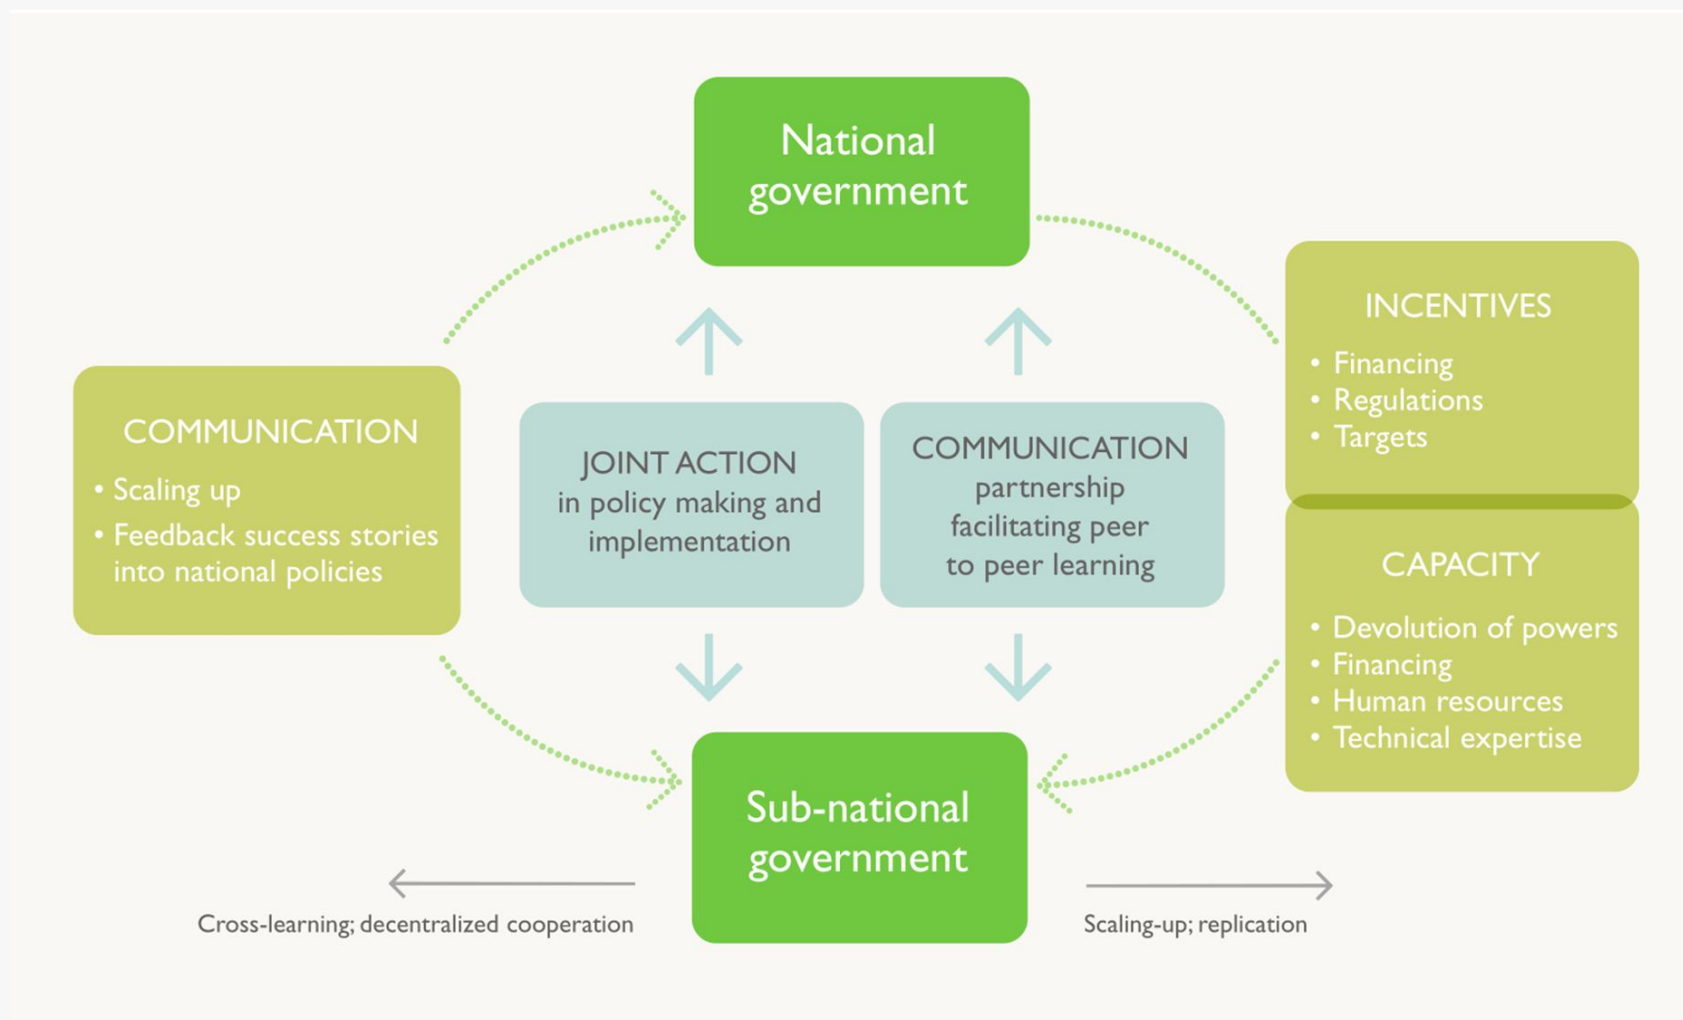 National
government
INCENTIVES
• Financing
• Regulations
• Targets
COMMUNICATION
• Scaling up
• Feedback success stories
into national policies
JOINT ACTION
in policy making and
implementation
COMMUNICATION
partnership
facilitating peer
to peer learning
CAPACITY
• Devolution of powers
• Financing
• Human resources
• Technical expertise
Sub-national
government
Cross-learning; decentralized cooperation
Scaling-up; replication